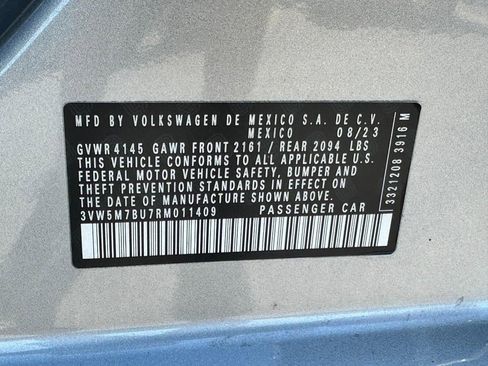 MFD BY VOLKSWAGEN DE MEXICO S.A. DE C.V.
MEXICO 08/23
GVWR 4145 GAWR FRONT 2161 / REAR 2094 LBS
THIS VEHICLE CONFORMS TO ALL APPLICABLE U.S.
FEDERAL MOTOR VEHICLE SAFETY, BUMPER AND
THEFT PREVENTION STANDARDS IN EFFECT ON
THE DATE OF MANUFACTURE SHOWN ABOVE.
3VW5M7BU7RM011409 PASSENGER CAR
3321208 3916 M